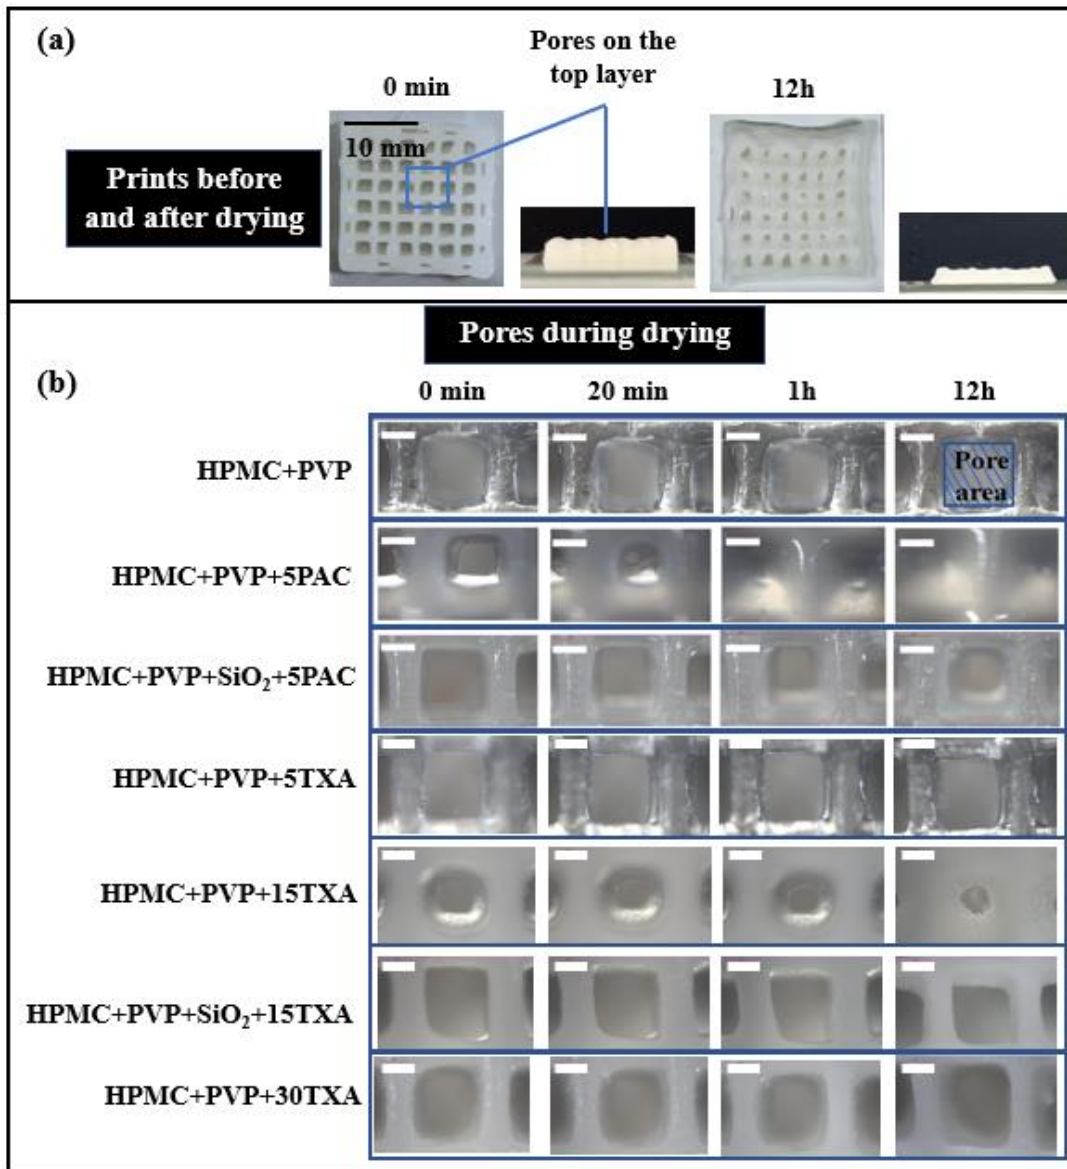 (a)
Pores on the
top layer
0 min
12h
10 mm
Prints before
and after drying
Pores during drying
(b)
0 min
20 min
1h
12h
HPMC+PVP
Pore
area
HPMC+PVP+5PAC
HPMC+PVP+SiO₂+5PAC
HPMC+PVP+5TXA
HPMC+PVP+15TXA
HPMC+PVP+SiO₂+15TXA
HPMC+PVP+30TXA